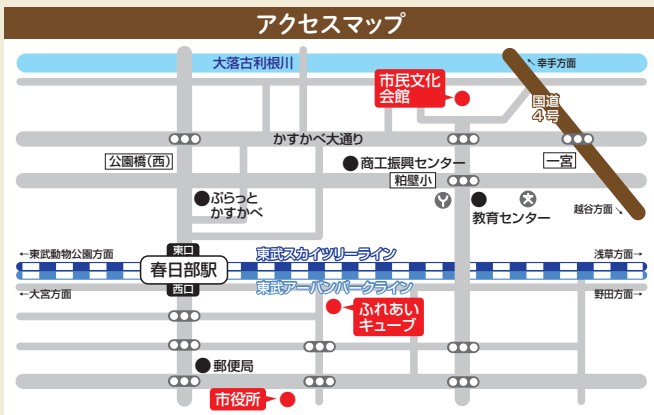 アクセスマップ
大落古利根川
市民文化
会館
↖幸手方面
国道
4号
かすかべ大通り
公園橋(西)
商工振興センター
一宮
粕壁小
ぷらっと
かすかべ
教育センター
越谷方面↘
←東武動物公園方面
東口
東武スカイツリーライン
浅草方面→
春日部駅
←大宮方面
西口
東武アーバンパークライン
野田方面→
ふれあい
キューブ
郵便局
市役所